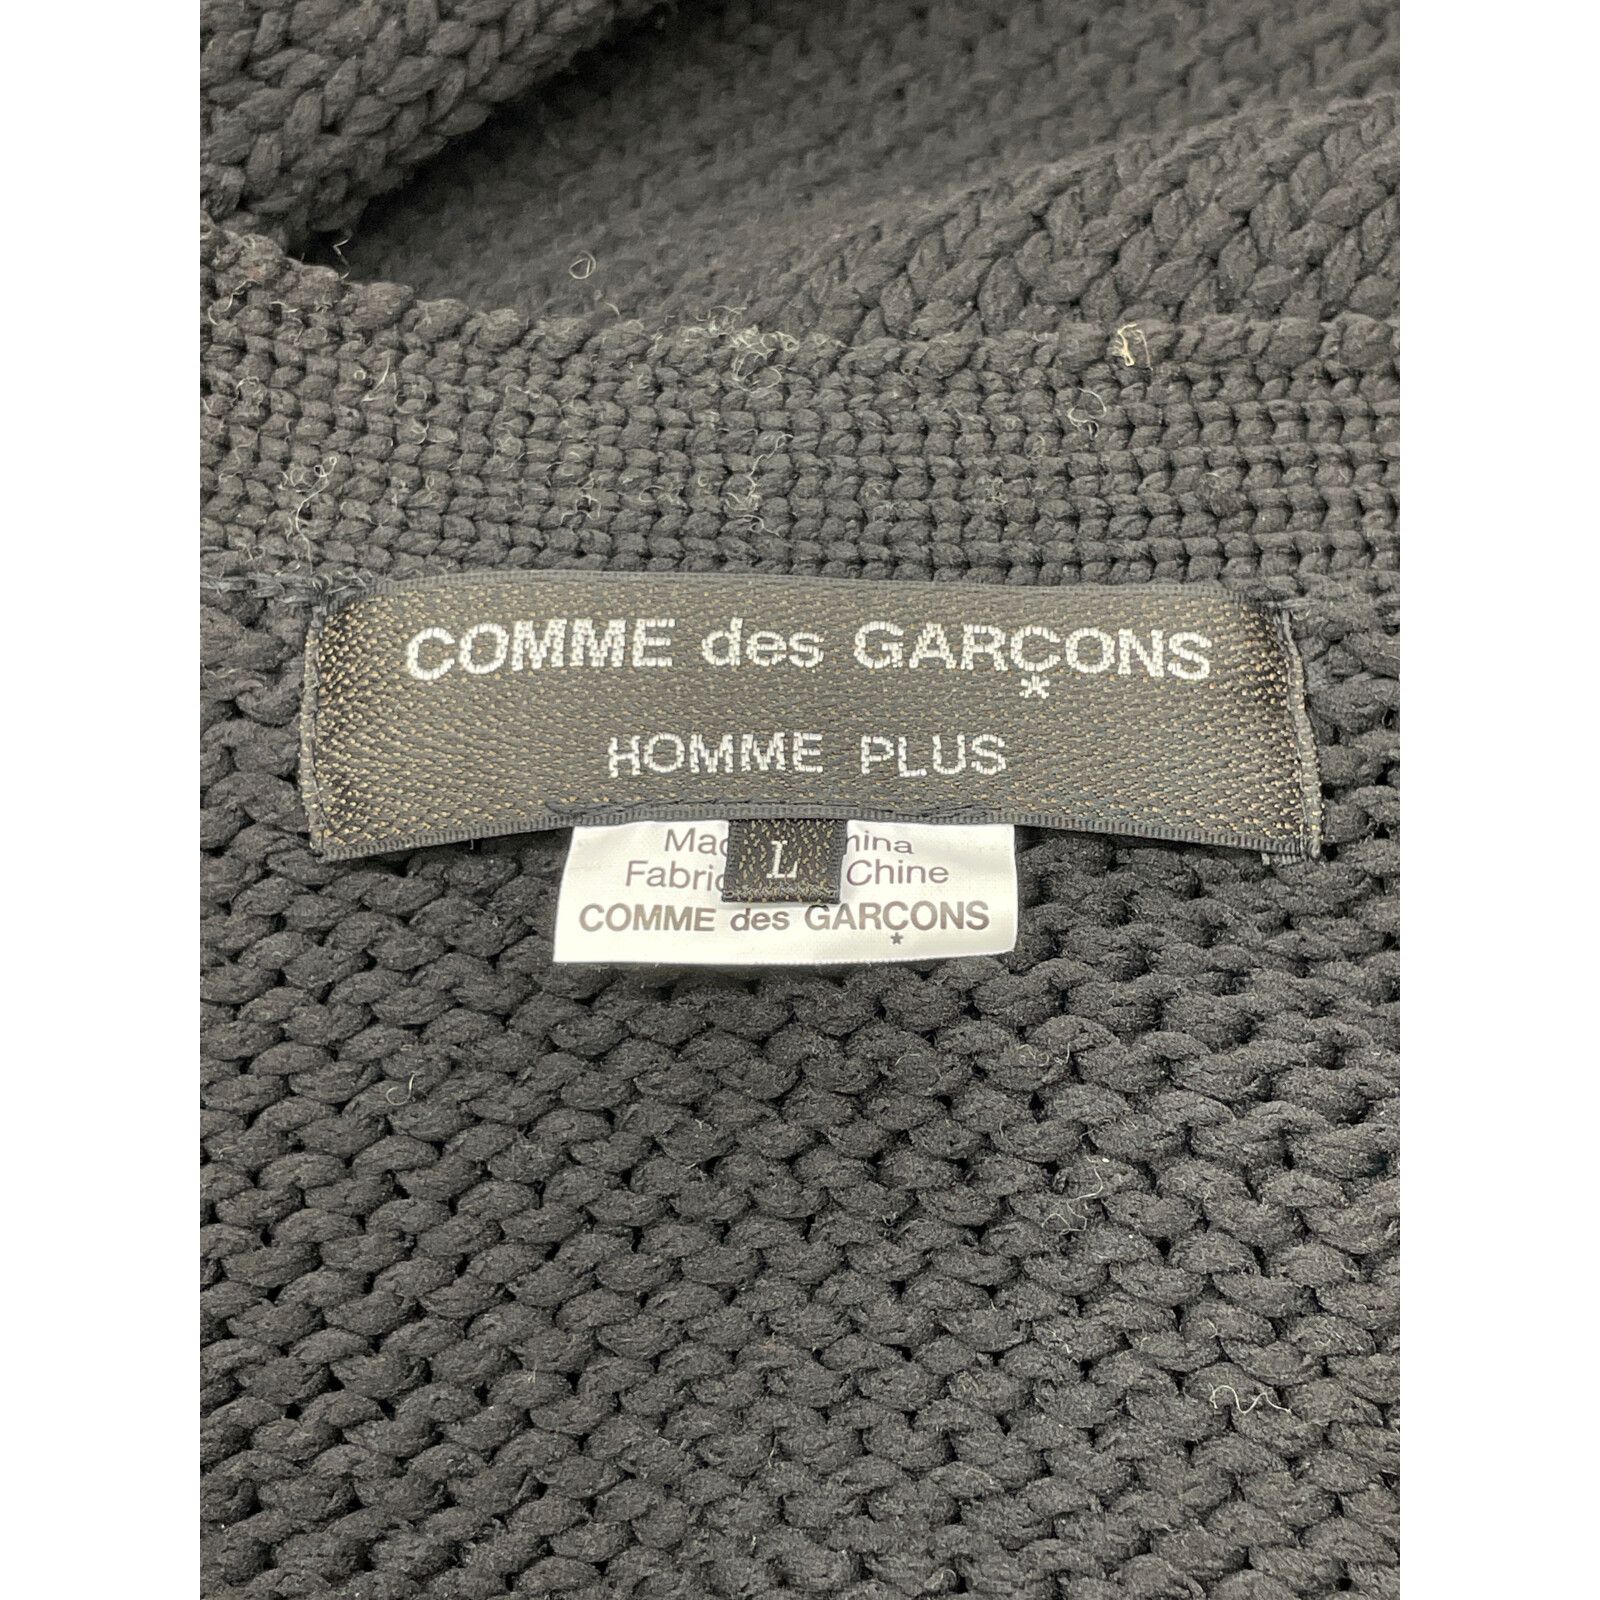 COMME des GARÇONS
HOMME PLUS
L
COMME des GARÇONS
Chine